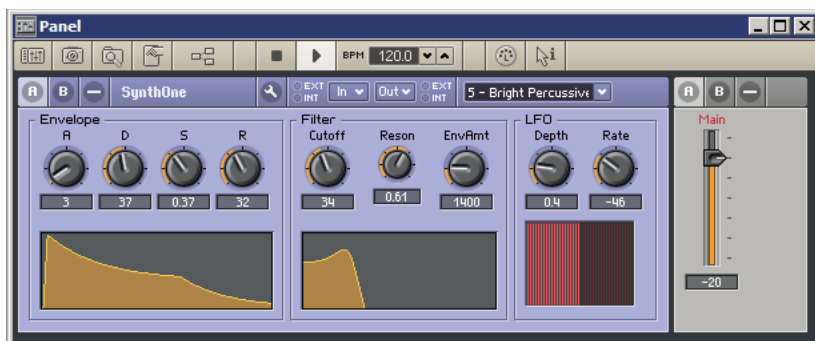 Panel
BPM 120.0
A B SynthOne EXT INT In Out EXT INT 5 - Bright Percussive A B
Envelope Filter LFO Main
A D S R Cutoff Reson EnvAmt Depth Rate
3 37 0.37 32 34 0.61 1400 0.4 -46
-20